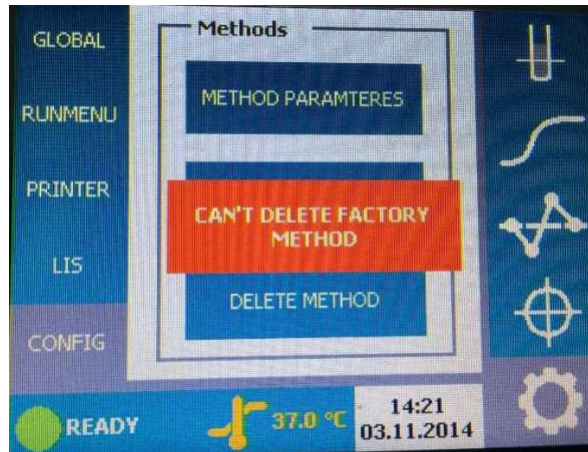 GLOBAL
RUNMENU
PRINTER
LIS
CONFIG
Methods
METHOD PARAMTERES
CAN'T DELETE FACTORY
METHOD
DELETE METHOD
READY
37.0 °C
14:21
03.11.2014